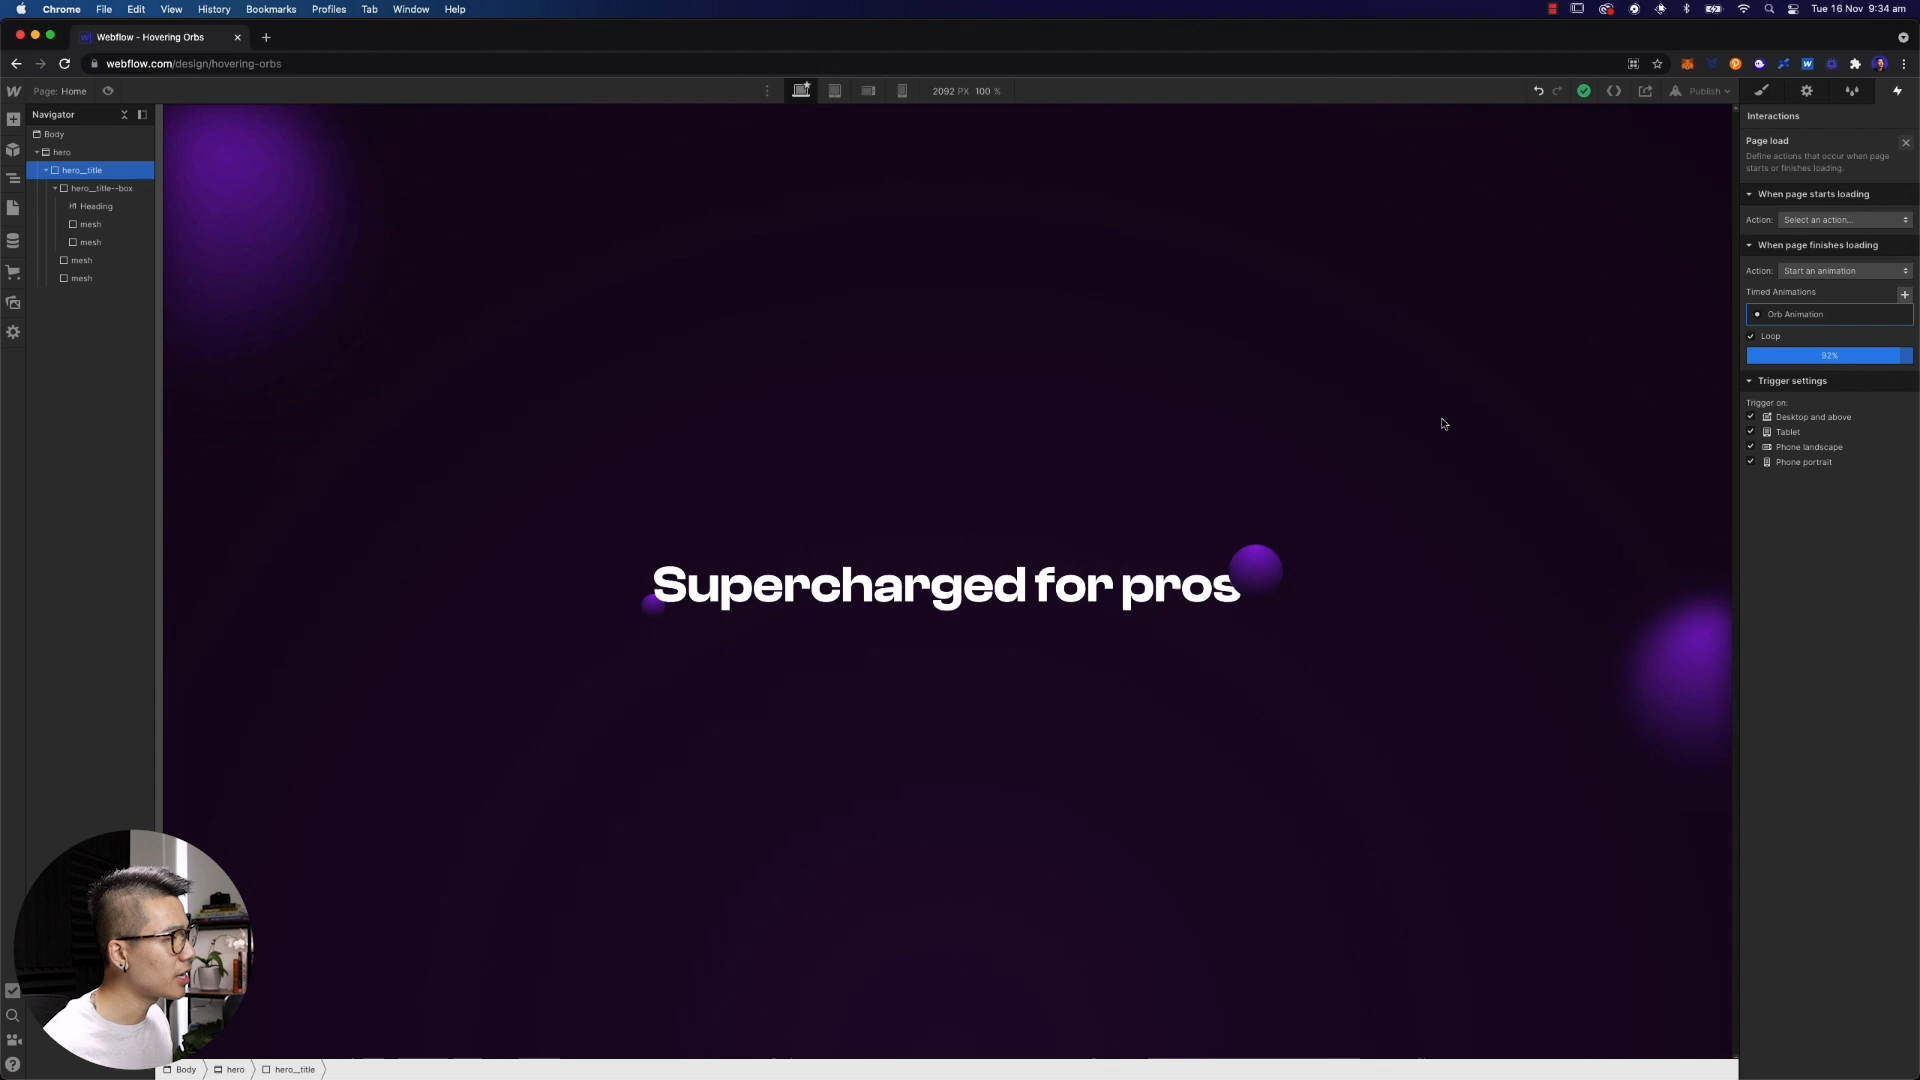 Chrome File Edit View History Bookmarks Profiles Tab Window Help
Tue 16 Nov 9:34 am
Webflow - Hovering Orbs
webflow.com/design/hovering-orbs
Page: Home
2092 PX 100 %
Publish
Navigator
Body
hero
hero__title
hero__title--box
H1 Heading
mesh
mesh
mesh
mesh
Supercharged for pros
Interactions
Page load
Define actions that occur when page
starts or finishes loading.
When page starts loading
Action: Select an action...
When page finishes loading
Action: Start an animation
Timed Animations
Orb Animation
Loop
92%
Trigger settings
Trigger on:
Desktop and above
Tablet
Phone landscape
Phone portrait
Body hero hero__title